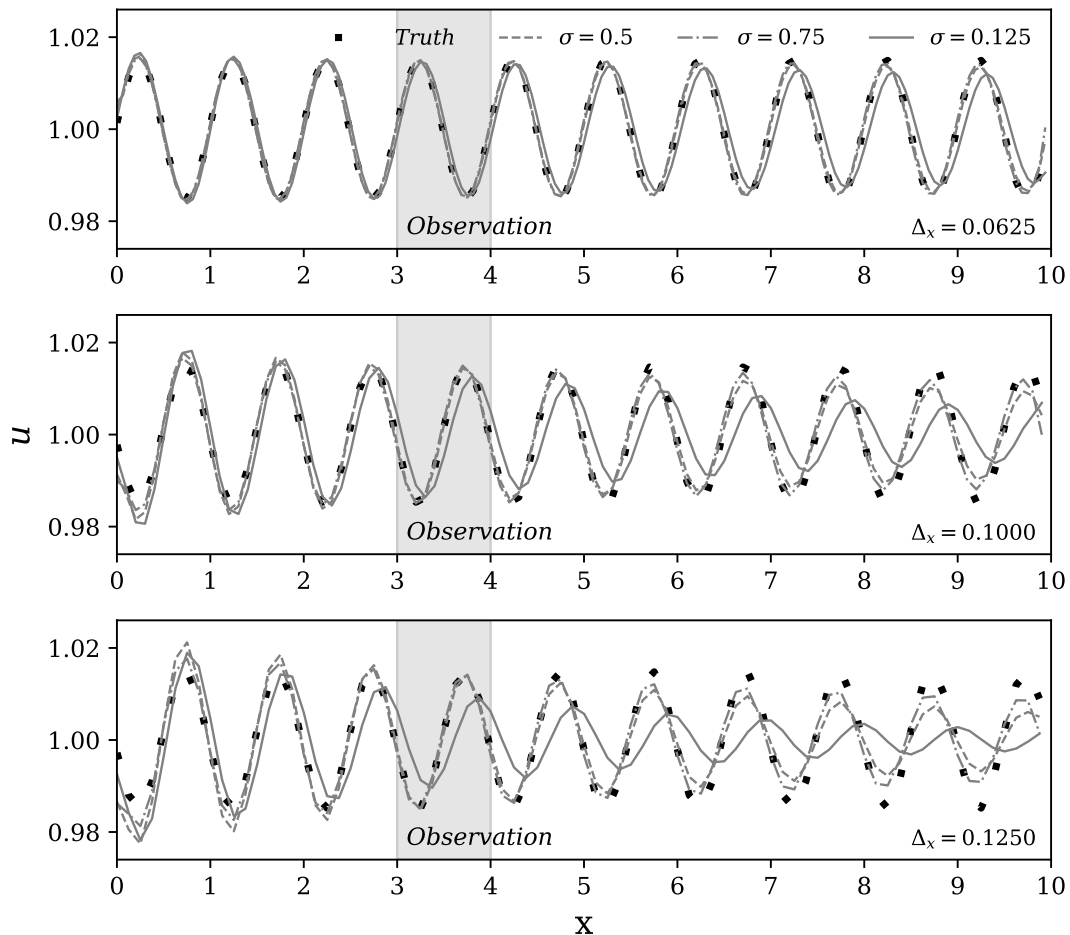 1.02
1.00
0.98
Truth σ = 0.5 σ = 0.75 σ = 0.125
Observation Δx = 0.0625
0 1 2 3 4 5 6 7 8 9 10
1.02
1.00
0.98
u
Observation Δx = 0.1000
0 1 2 3 4 5 6 7 8 9 10
1.02
1.00
0.98
Observation Δx = 0.1250
0 1 2 3 4 5 6 7 8 9 10
x